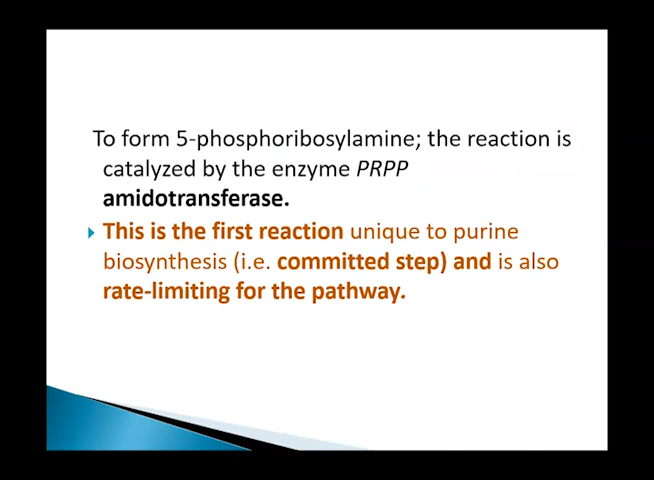 To form 5-phosphoribosylamine; the reaction is
catalyzed by the enzyme PRPP
amidotransferase.
This is the first reaction unique to purine
biosynthesis (i.e. committed step) and is also
rate-limiting for the pathway.